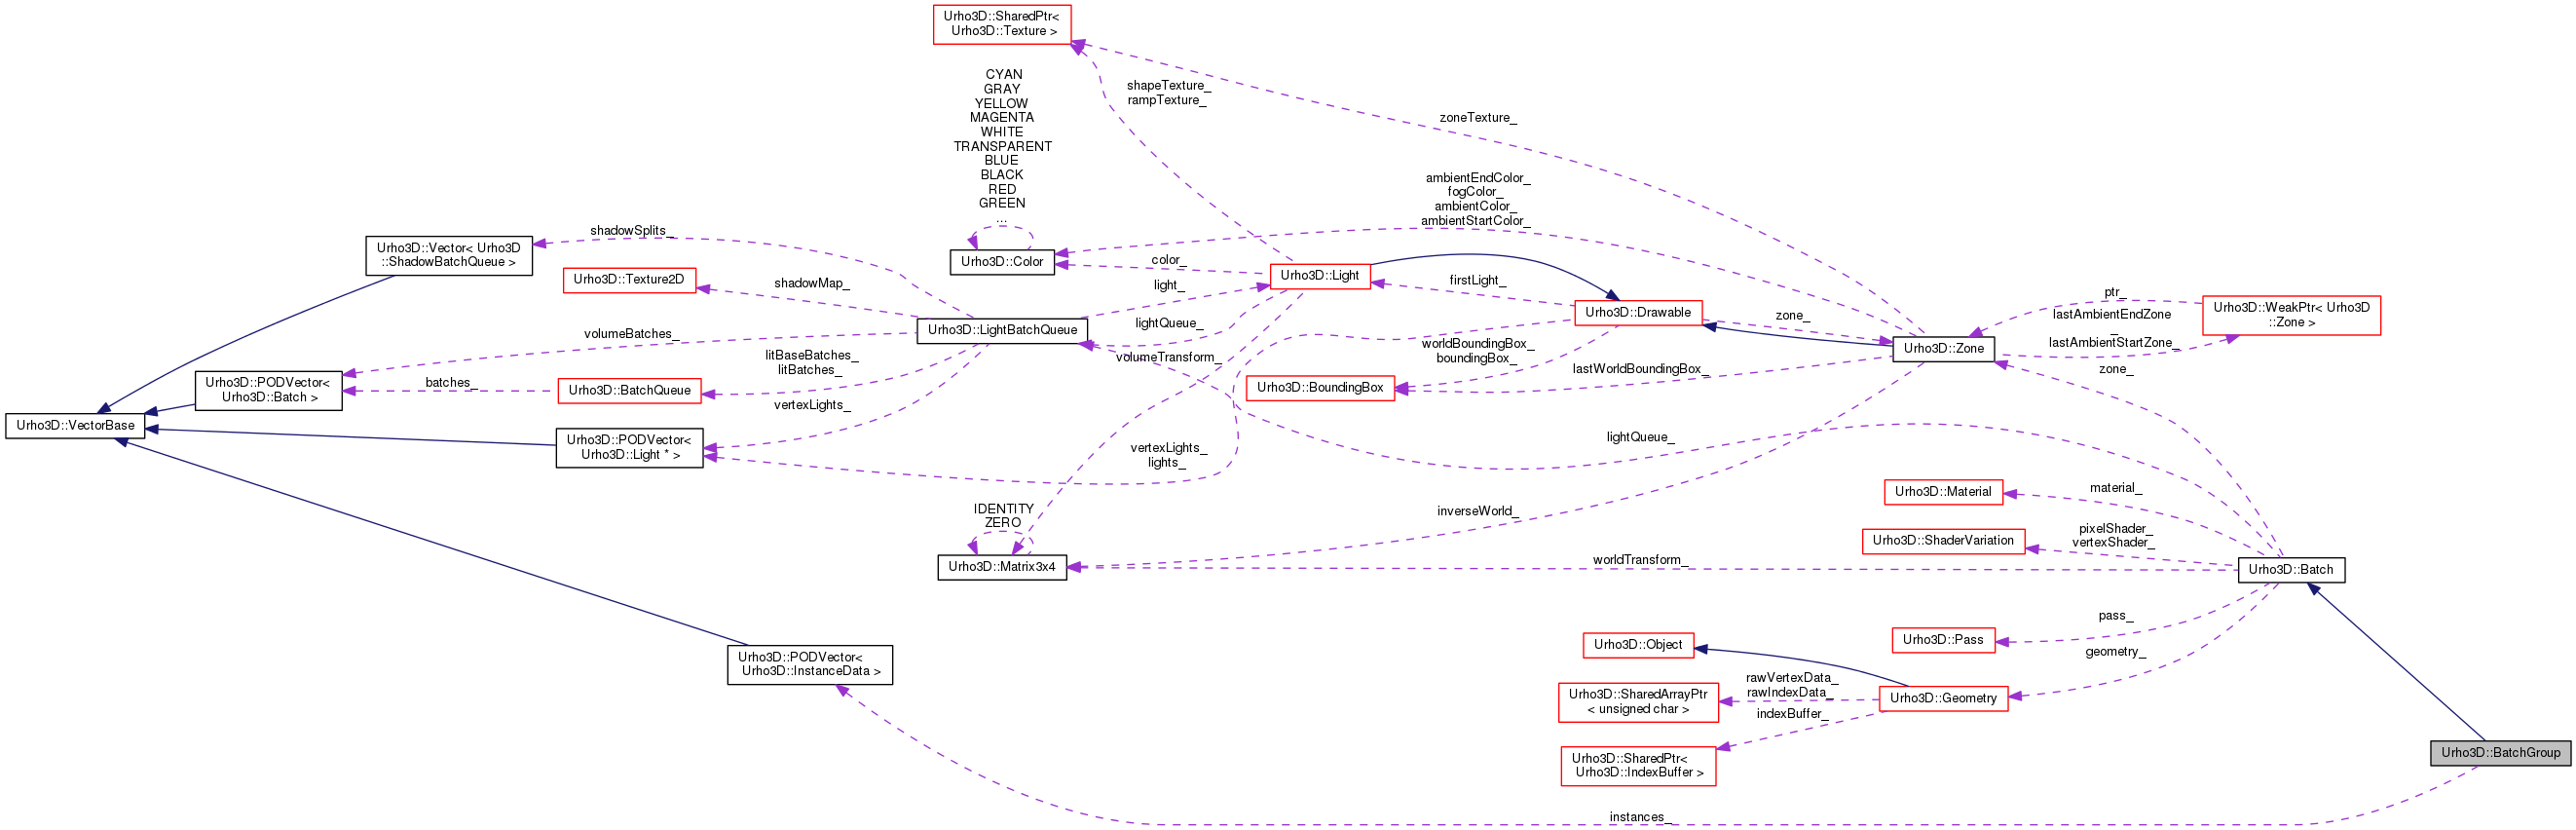 Urho3D::SharedPtr<
Urho3D::Texture >
CYAN
GRAY
YELLOW
MAGENTA
WHITE
TRANSPARENT
BLUE
BLACK
RED
GREEN
...
shapeTexture_
rampTexture_
zoneTexture_
ambientEndColor_
fogColor_
ambientColor_
ambientStartColor_
shadowSplits_
Urho3D::Vector< Urho3D
::ShadowBatchQueue >
Urho3D::Color
color_
Urho3D::Light
Urho3D::Texture2D
shadowMap_
light_
firstLight_
Urho3D::Drawable
zone_
ptr_
lastAmbientEndZone
_
lastAmbientStartZone_
Urho3D::WeakPtr< Urho3D
::Zone >
Urho3D::LightBatchQueue
lightQueue_
volumeBatches_
litBaseBatches_
litBatches_
volumeTransform_
worldBoundingBox_
boundingBox_
Urho3D::Zone
lastWorldBoundingBox_
zone_
Urho3D::PODVector<
Urho3D::Batch >
batches_
Urho3D::BatchQueue
Urho3D::BoundingBox
vertexLights_
Urho3D::VectorBase
Urho3D::PODVector<
Urho3D::Light * >
vertexLights_
lights_
lightQueue_
Urho3D::Material
material_
IDENTITY
ZERO
inverseWorld_
Urho3D::ShaderVariation
pixelShader_
vertexShader_
Urho3D::Matrix3x4
worldTransform_
Urho3D::Batch
pass_
Urho3D::Pass
Urho3D::Object
geometry_
Urho3D::PODVector<
Urho3D::InstanceData >
Urho3D::SharedArrayPtr
< unsigned char >
rawVertexData_
rawIndexData_
Urho3D::Geometry
indexBuffer_
Urho3D::SharedPtr<
Urho3D::IndexBuffer >
Urho3D::BatchGroup
instances_